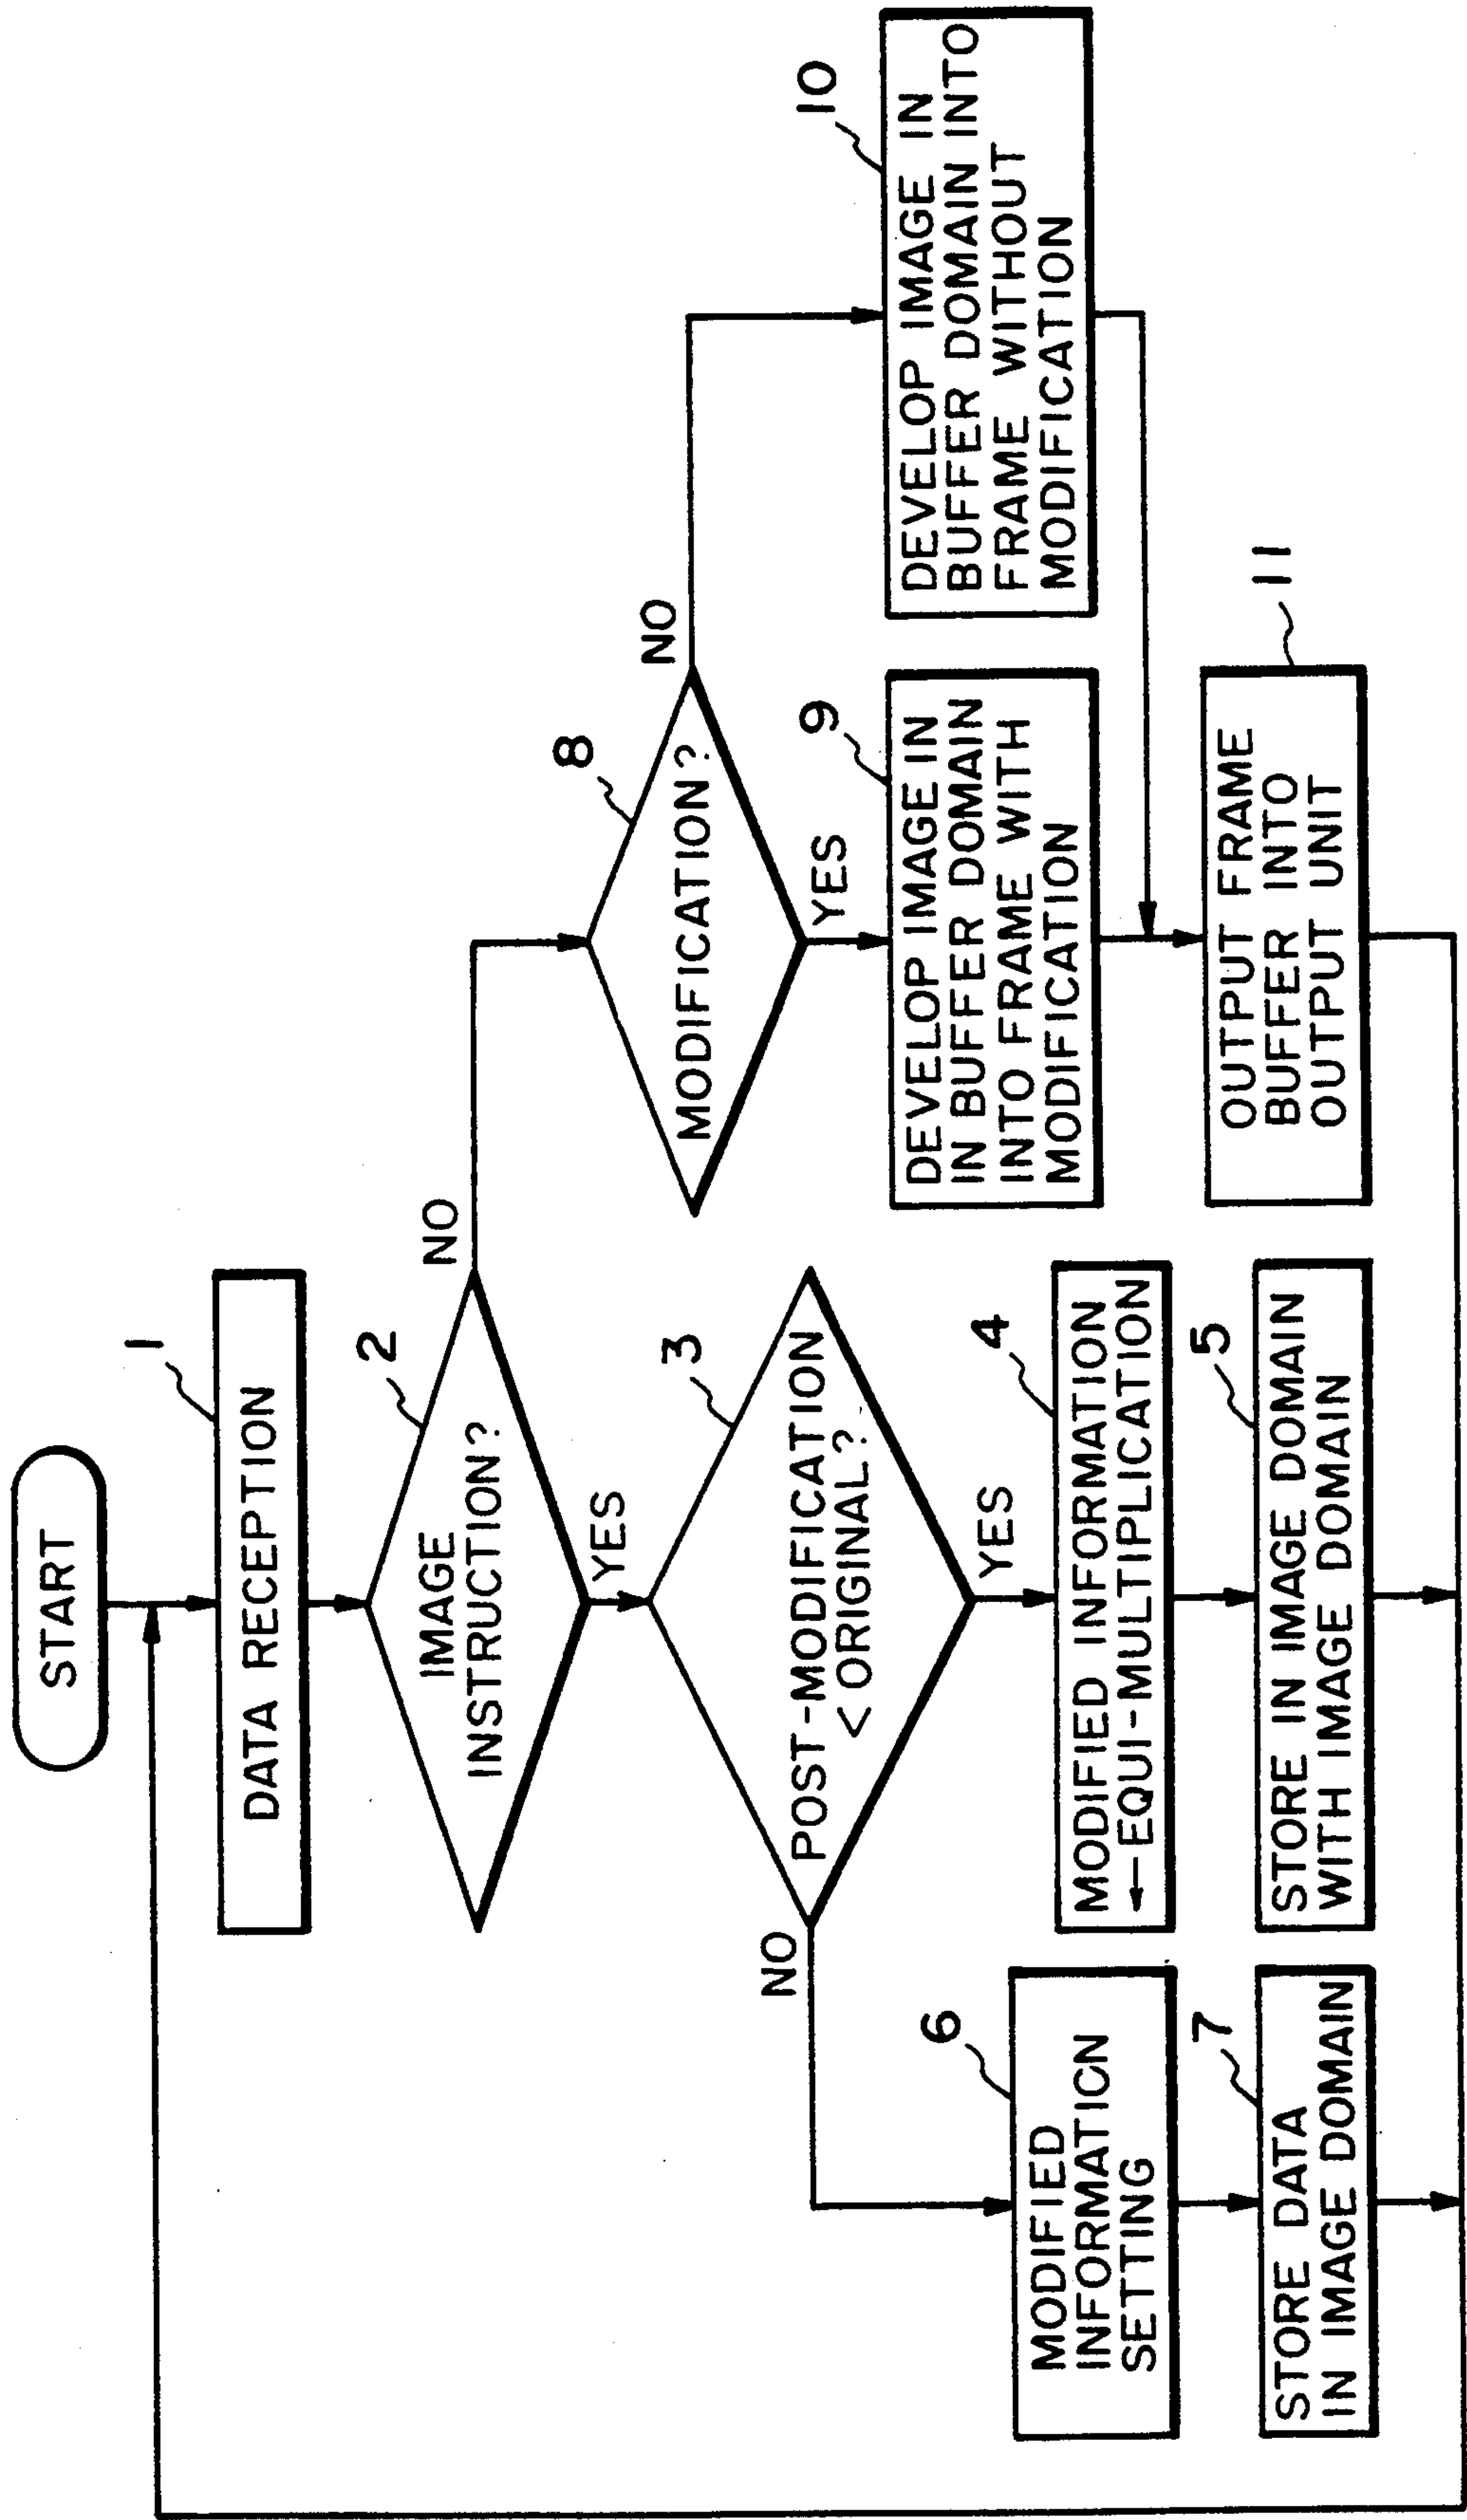 START
1
DATA RECEPTION
2
IMAGE
INSTRUCTION?
NO
YES
3
POST-MODIFICATION
< ORIGINAL?
NO
YES
4
MODIFIED INFORMATION
← EQUI-MULTIPLICATION
5
STORE IN IMAGE DOMAIN
WITH IMAGE DOMAIN
6
MODIFIED
INFORMATION
SETTING
7
STORE DATA
IN IMAGE DOMAIN
8
MODIFICATION?
NO
YES
9
DEVELOP IMAGE IN
IN BUFFER DOMAIN
INTO FRAME WITH
MODIFICATION
10
DEVELOP IMAGE IN
BUFFER DOMAIN INTO
FRAME WITHOUT
MODIFICATION
11
OUTPUT FRAME
BUFFER INTO
OUTPUT UNIT